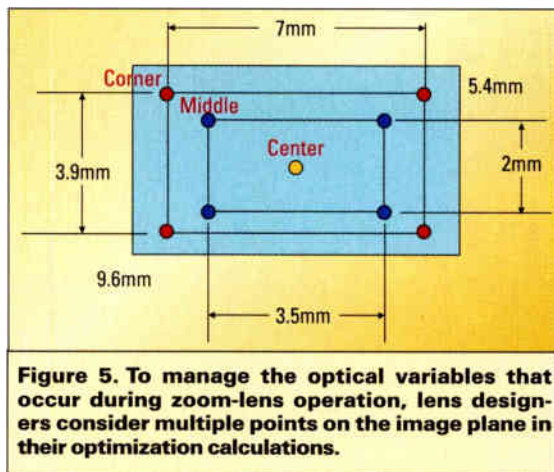 7mm
Corner
5.4mm
Middle
Center
3.9mm
2mm
9.6mm
3.5mm
Figure 5. To manage the optical variables that
occur during zoom-lens operation, lens design-
ers consider multiple points on the image plane in
their optimization calculations.